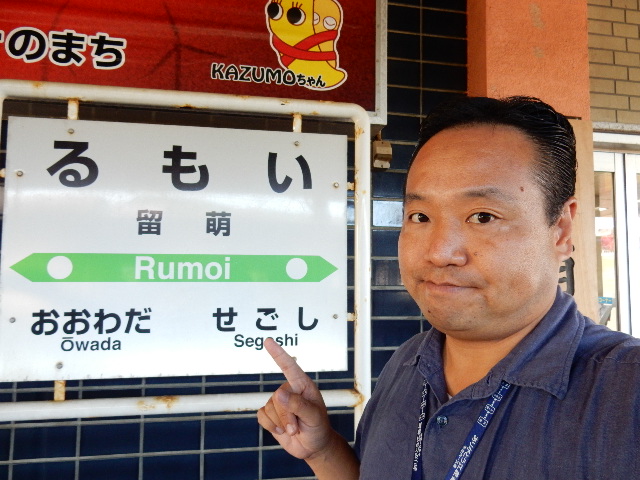 のまち
KAZUMOちゃん
るもい
留萌
Rumoi
おおわだ せごし
Ōwada Segoshi